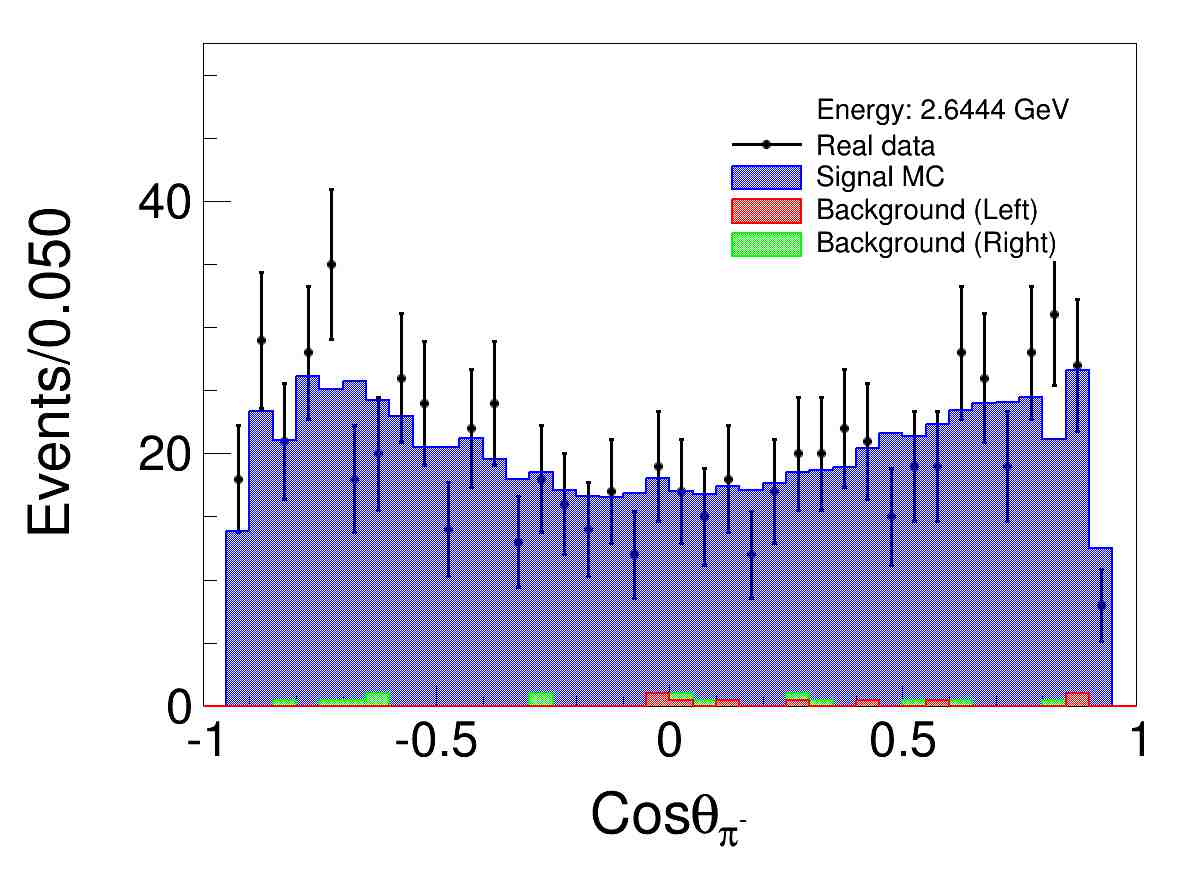 Energy: 2.6444 GeV
Real data
Signal MC
Background (Left)
Background (Right)
Events/0.050
40
20
0
-1
-0.5
0
0.5
1
Cosθπ-